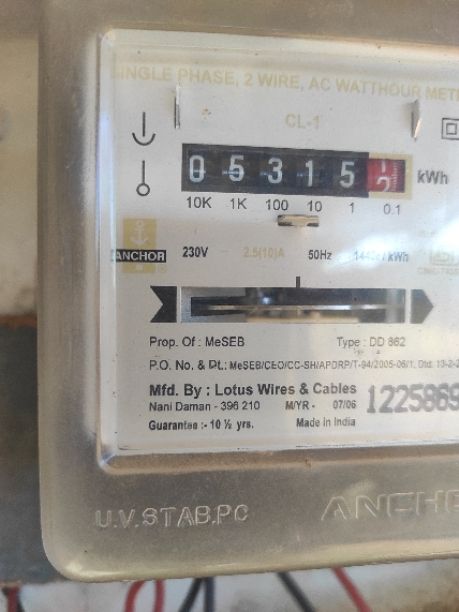 SINGLE PHASE, 2 WIRE, AC WATTHOUR METE
CL-1
0 5 3 1 5 kWh
10K 1K 100 10 1 0.1
ANCHOR 230V 2.5(10)A 50Hz kWh
Prop. Of : MeSEB Type : DD 862
P.O. No. & Dt.: MeSEB/CEO/CC-SH/APDRP/T-94/2005-06/1, Dtd. 13-2-2
Mfd. By : Lotus Wires & Cables
Nani Daman - 396 210 M/YR - 07/06 1225869
Guarantee :- 10 ½ yrs. Made in India
U.V.STAB.PC ANCHO